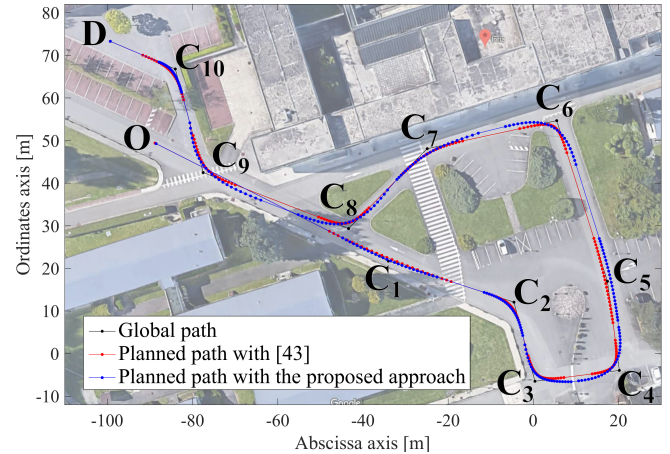 80
70
60
50
40
30
20
10
0
-10
Ordinates axis [m]
D
C10
O
C9
C8
C7
C6
C5
C1
C2
C3
C4
Global path
Planned path with [43]
Planned path with the proposed approach
Google
-100 -80 -60 -40 -20 0 20
Abscissa axis [m]